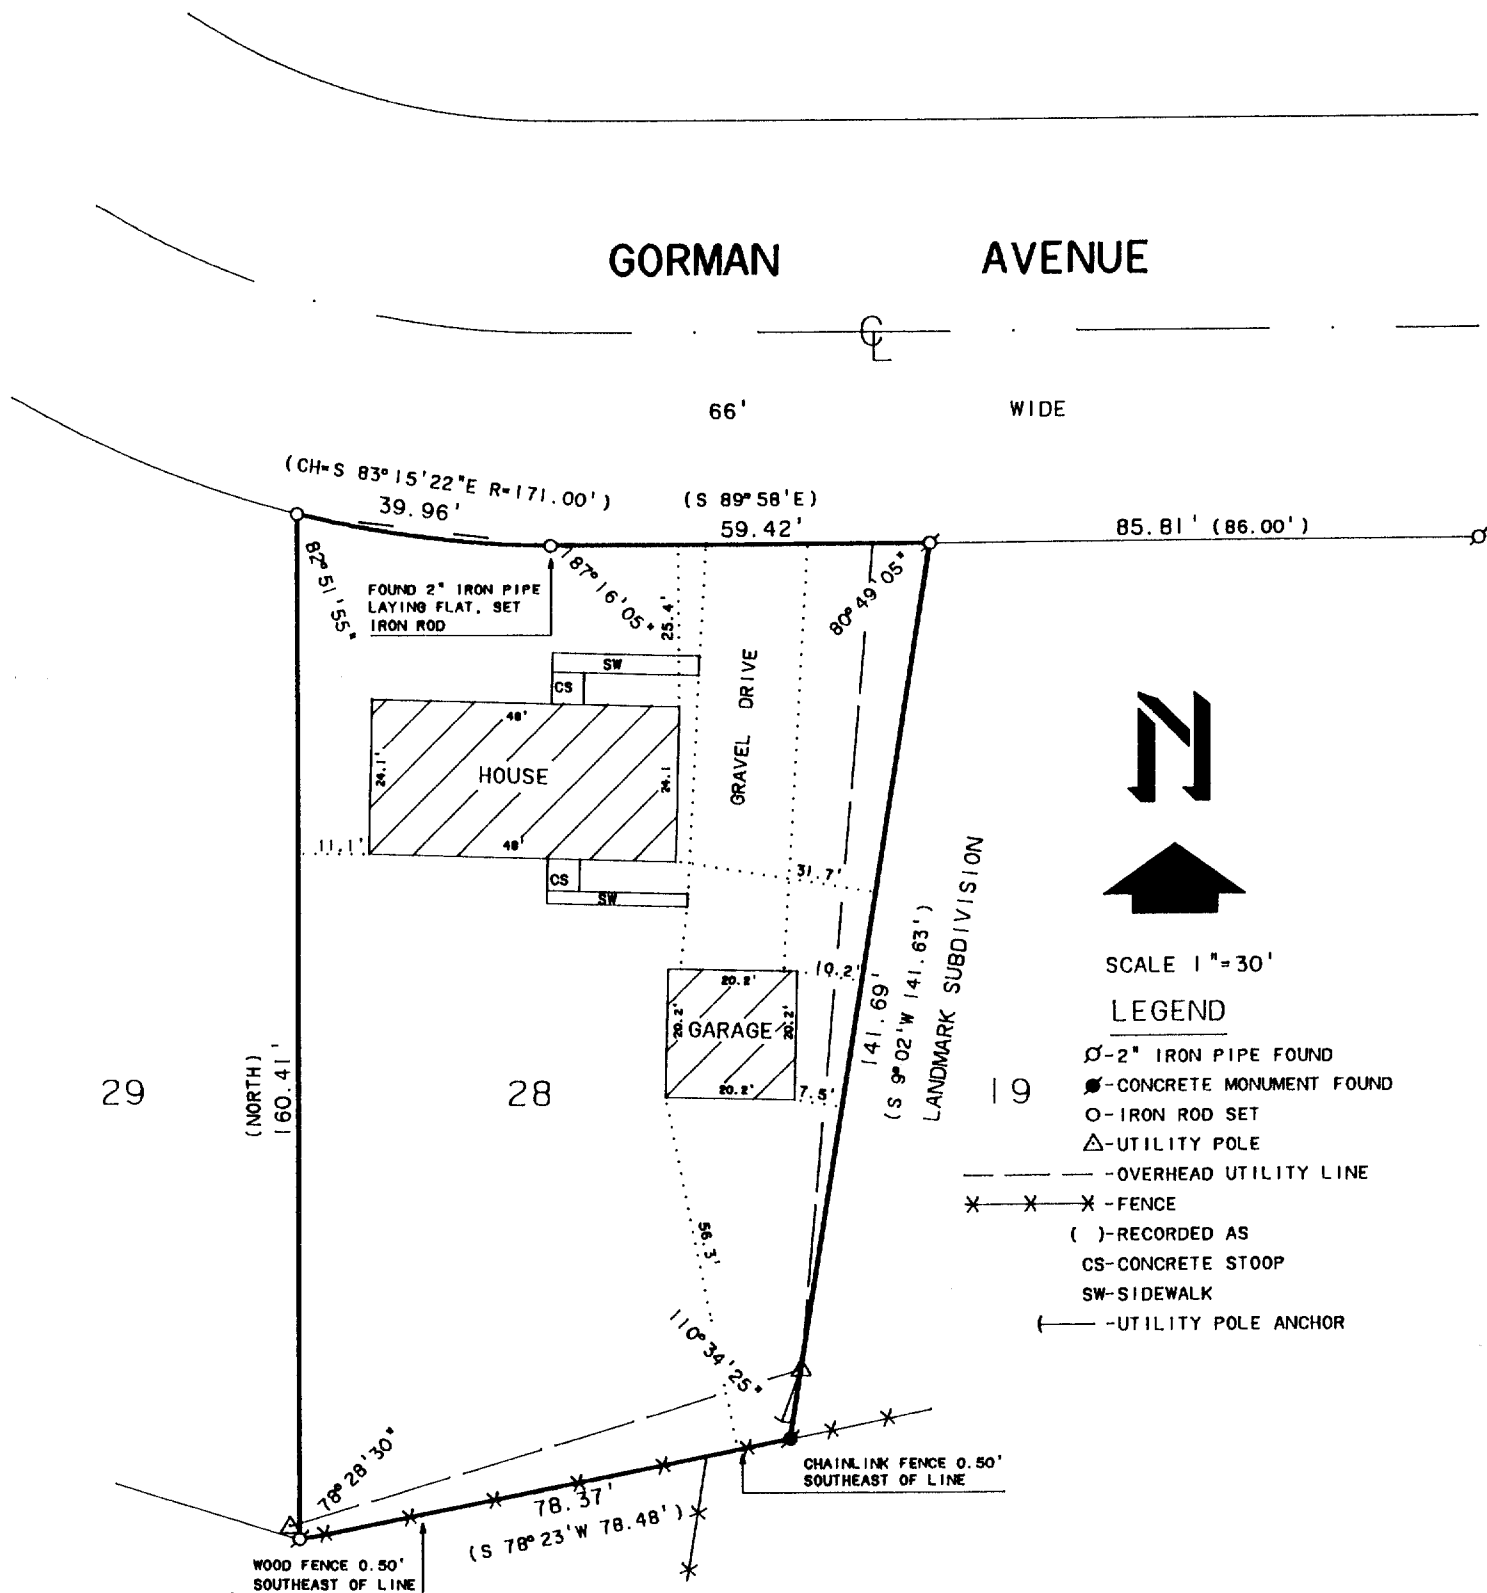 GORMAN AVENUE
C
L
66' WIDE
(CH=S 83°15'22"E R=171.00')
39.96'
(S 89°58'E)
59.42'
85.81' (86.00')
82°51'55"
FOUND 2" IRON PIPE
LAYING FLAT, SET
IRON ROD
187°16'05"
25.4'
80°49'05"
SW
CS
48'
24.1'
HOUSE
24.1
48'
11.1'
GRAVEL DRIVE
31.7'
CS
SW
20.2'
20.2'
GARAGE
20.2'
20.2'
7.5'
141.69'
(S 9°02'W 141.63')
LANDMARK SUBDIVISION
N
SCALE 1"=30'
LEGEND
-2" IRON PIPE FOUND
-CONCRETE MONUMENT FOUND
-IRON ROD SET
-UTILITY POLE
-OVERHEAD UTILITY LINE
-FENCE
( )-RECORDED AS
CS-CONCRETE STOOP
SW-SIDEWALK
-UTILITY POLE ANCHOR
(NORTH)
160.41'
29
28
19
56.3'
110°34'25"
78°28'30"
78.37'
(S 78°23'W 78.48')
CHAINLINK FENCE 0.50'
SOUTHEAST OF LINE
WOOD FENCE 0.50'
SOUTHEAST OF LINE